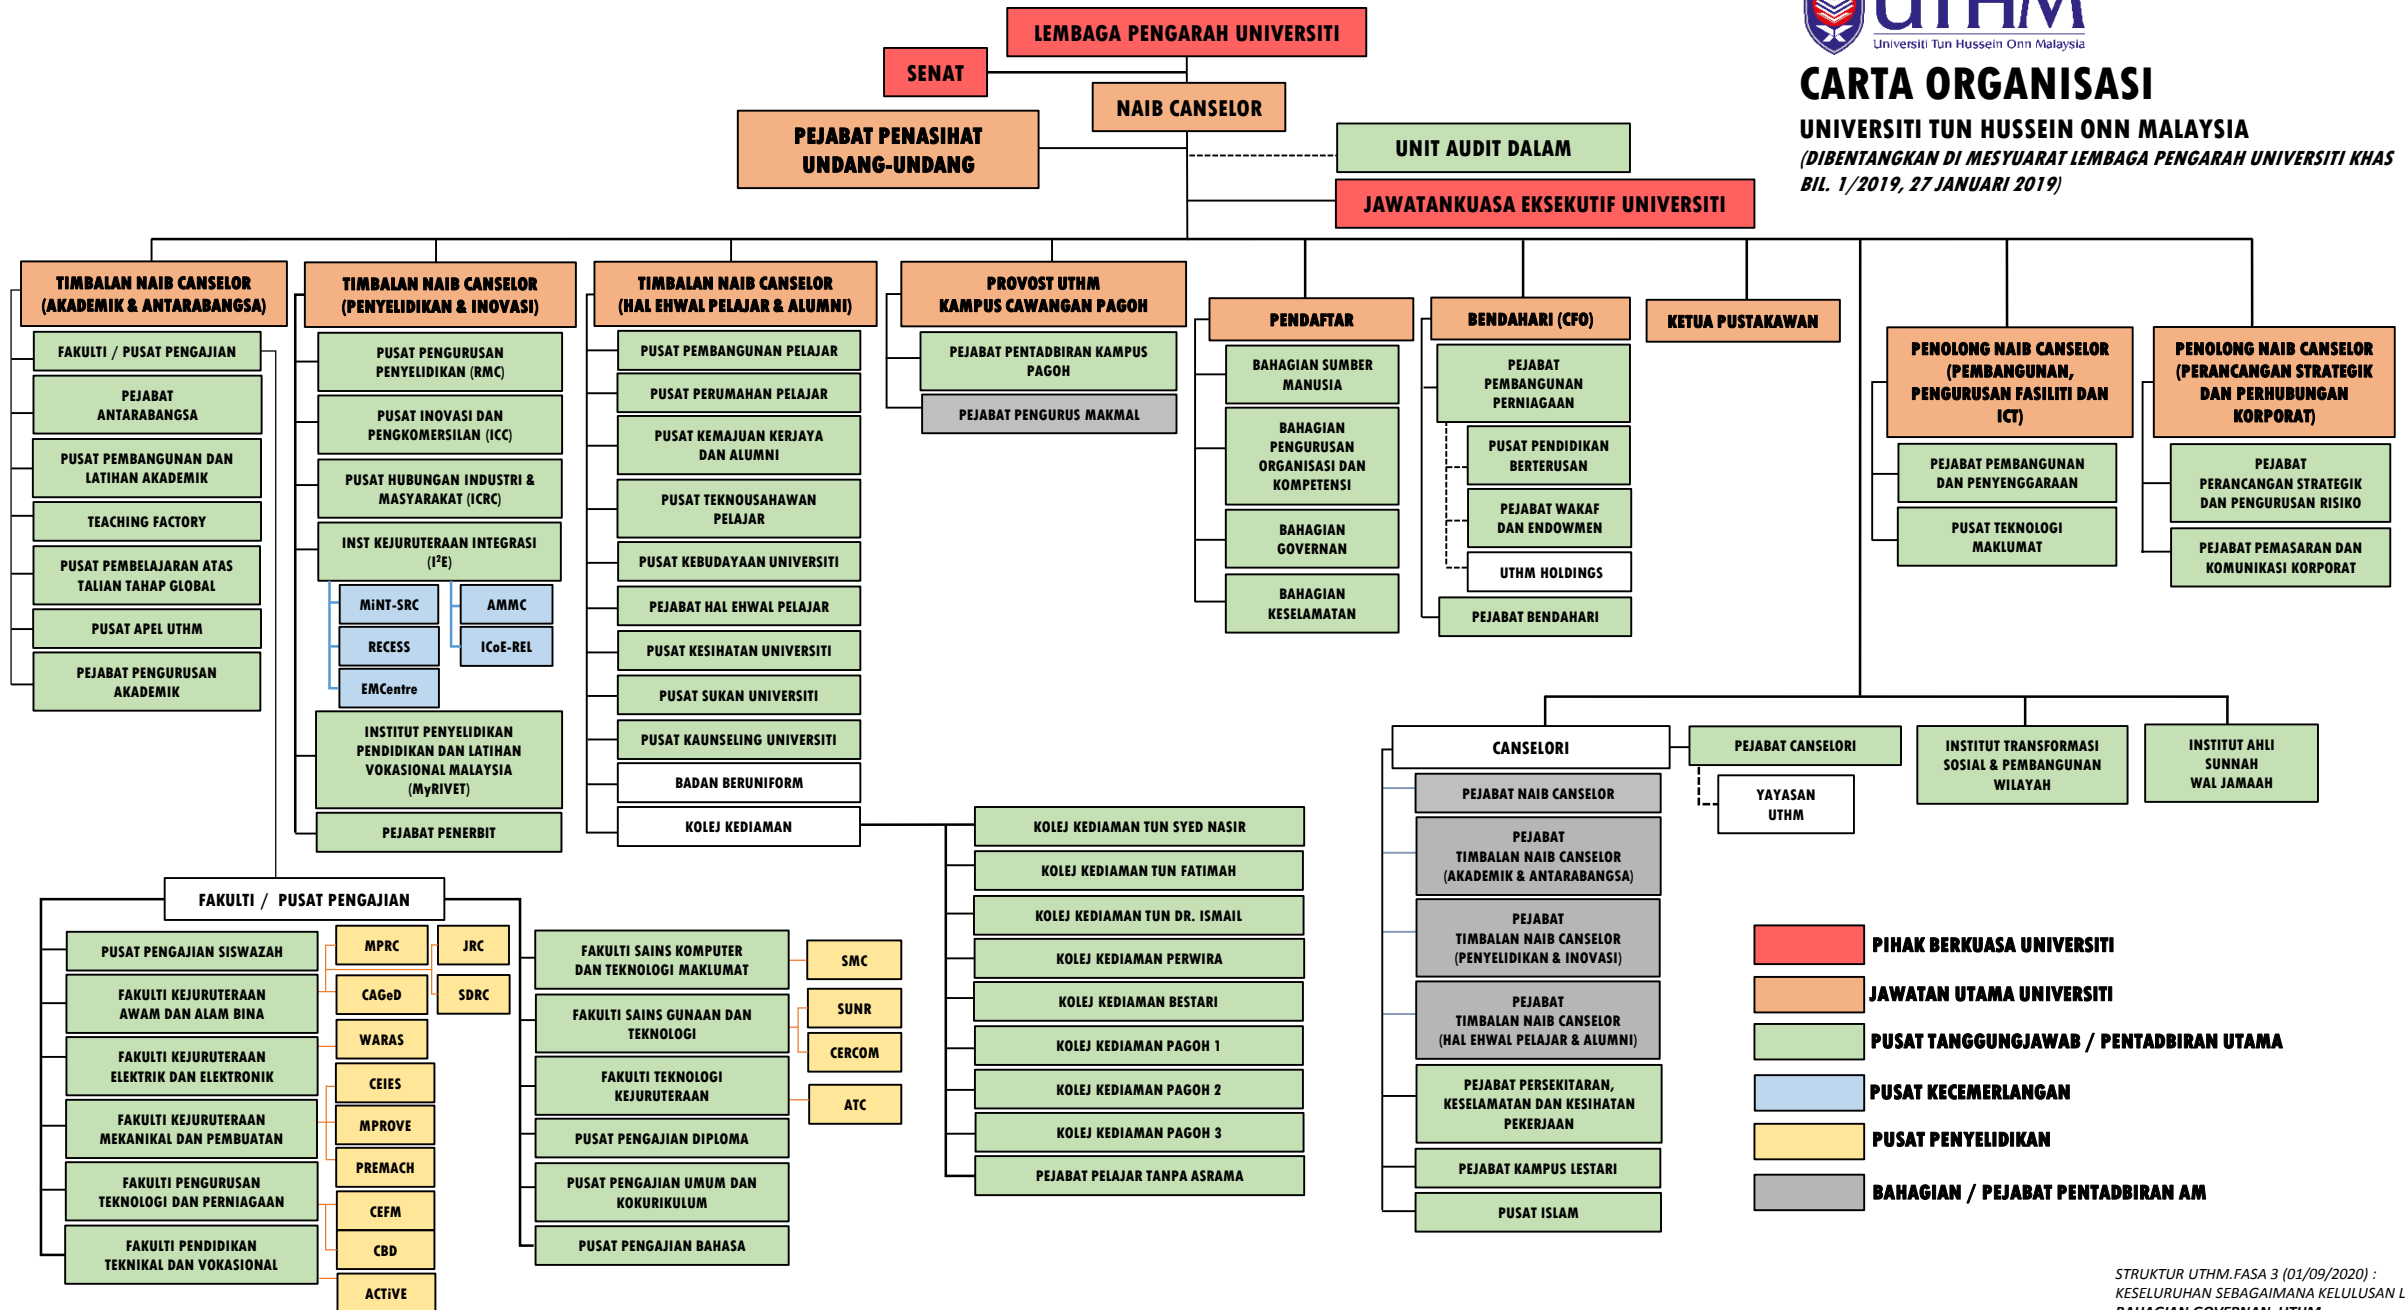 LEMBAGA PENGARAH UNIVERSITI
SENAT
NAIB CANSELOR
PEJABAT PENASIHAT
UNDANG-UNDANG
UNIT AUDIT DALAM
JAWATANKUASA EKSEKUTIF UNIVERSITI
UTHM
Universiti Tun Hussein Onn Malaysia
CARTA ORGANISASI
UNIVERSITI TUN HUSSEIN ONN MALAYSIA
(DIBENTANGKAN DI MESYUARAT LEMBAGA PENGARAH UNIVERSITI KHAS
BIL. 1/2019, 27 JANUARI 2019)
TIMBALAN NAIB CANSELOR
(AKADEMIK & ANTARABANGSA)
FAKULTI / PUSAT PENGAJIAN
PEJABAT
ANTARABANGSA
PUSAT PEMBANGUNAN DAN
LATIHAN AKADEMIK
TEACHING FACTORY
PUSAT PEMBELAJARAN ATAS
TALIAN TAHAP GLOBAL
PUSAT APEL UTHM
PEJABAT PENGURUSAN
AKADEMIK
TIMBALAN NAIB CANSELOR
(PENYELIDIKAN & INOVASI)
PUSAT PENGURUSAN
PENYELIDIKAN (RMC)
PUSAT INOVASI DAN
PENGKOMERSILAN (ICC)
PUSAT HUBUNGAN INDUSTRI &
MASYARAKAT (ICRC)
INST KEJURUTERAAN INTEGRASI
(I²E)
MiNT-SRC
AMMC
RECESS
ICoE-REL
EMCentre
INSTITUT PENYELIDIKAN
PENDIDIKAN DAN LATIHAN
VOKASIONAL MALAYSIA
(MyRIVET)
PEJABAT PENERBIT
TIMBALAN NAIB CANSELOR
(HAL EHWAL PELAJAR & ALUMNI)
PUSAT PEMBANGUNAN PELAJAR
PUSAT PERUMAHAN PELAJAR
PUSAT KEMAJUAN KERJAYA
DAN ALUMNI
PUSAT TEKNOUSAHAWAN
PELAJAR
PUSAT KEBUDAYAAN UNIVERSITI
PEJABAT HAL EHWAL PELAJAR
PUSAT KESIHATAN UNIVERSITI
PUSAT SUKAN UNIVERSITI
PUSAT KAUNSELING UNIVERSITI
BADAN BERUNIFORM
KOLEJ KEDIAMAN
PROVOST UTHM
KAMPUS CAWANGAN PAGOH
PEJABAT PENTADBIRAN KAMPUS
PAGOH
PEJABAT PENGURUS MAKMAL
PENDAFTAR
BAHAGIAN SUMBER
MANUSIA
BAHAGIAN
PENGURUSAN
ORGANISASI DAN
KOMPETENSI
BAHAGIAN
GOVERNAN
BAHAGIAN
KESELAMATAN
BENDAHARI (CFO)
PEJABAT
PEMBANGUNAN
PERNIAGAAN
PUSAT PENDIDIKAN
BERTERUSAN
PEJABAT WAKAF
DAN ENDOWMEN
UTHM HOLDINGS
PEJABAT BENDAHARI
KETUA PUSTAKAWAN
PENOLONG NAIB CANSELOR
(PEMBANGUNAN,
PENGURUSAN FASILITI DAN
ICT)
PEJABAT PEMBANGUNAN
DAN PENYENGGARAAN
PUSAT TEKNOLOGI
MAKLUMAT
PENOLONG NAIB CANSELOR
(PERANCANGAN STRATEGIK
DAN PERHUBUNGAN
KORPORAT)
PEJABAT
PERANCANGAN STRATEGIK
DAN PENGURUSAN RISIKO
PEJABAT PEMASARAN DAN
KOMUNIKASI KORPORAT
CANSELORI
PEJABAT CANSELORI
YAYASAN
UTHM
INSTITUT TRANSFORMASI
SOSIAL & PEMBANGUNAN
WILAYAH
INSTITUT AHLI
SUNNAH
WAL JAMAAH
PEJABAT NAIB CANSELOR
PEJABAT
TIMBALAN NAIB CANSELOR
(AKADEMIK & ANTARABANGSA)
PEJABAT
TIMBALAN NAIB CANSELOR
(PENYELIDIKAN & INOVASI)
PEJABAT
TIMBALAN NAIB CANSELOR
(HAL EHWAL PELAJAR & ALUMNI)
PEJABAT PERSEKITARAN,
KESELAMATAN DAN KESIHATAN
PEKERJAAN
PEJABAT KAMPUS LESTARI
PUSAT ISLAM
KOLEJ KEDIAMAN TUN SYED NASIR
KOLEJ KEDIAMAN TUN FATIMAH
KOLEJ KEDIAMAN TUN DR. ISMAIL
KOLEJ KEDIAMAN PERWIRA
KOLEJ KEDIAMAN BESTARI
KOLEJ KEDIAMAN PAGOH 1
KOLEJ KEDIAMAN PAGOH 2
KOLEJ KEDIAMAN PAGOH 3
PEJABAT PELAJAR TANPA ASRAMA
FAKULTI / PUSAT PENGAJIAN
PUSAT PENGAJIAN SISWAZAH
FAKULTI KEJURUTERAAN
AWAM DAN ALAM BINA
FAKULTI KEJURUTERAAN
ELEKTRIK DAN ELEKTRONIK
FAKULTI KEJURUTERAAN
MEKANIKAL DAN PEMBUATAN
FAKULTI PENGURUSAN
TEKNOLOGI DAN PERNIAGAAN
FAKULTI PENDIDIKAN
TEKNIKAL DAN VOKASIONAL
MPRC
JRC
CAGeD
SDRC
WARAS
CEIES
MPROVE
PREMACH
CEFM
CBD
ACTiVE
FAKULTI SAINS KOMPUTER
DAN TEKNOLOGI MAKLUMAT
FAKULTI SAINS GUNAAN DAN
TEKNOLOGI
FAKULTI TEKNOLOGI
KEJURUTERAAN
PUSAT PENGAJIAN DIPLOMA
PUSAT PENGAJIAN UMUM DAN
KOKURIKULUM
PUSAT PENGAJIAN BAHASA
SMC
SUNR
CERCOM
ATC
PIHAK BERKUASA UNIVERSITI
JAWATAN UTAMA UNIVERSITI
PUSAT TANGGUNGJAWAB / PENTADBIRAN UTAMA
PUSAT KECEMERLANGAN
PUSAT PENYELIDIKAN
BAHAGIAN / PEJABAT PENTADBIRAN AM
STRUKTUR UTHM.FASA 3 (01/09/2020) :
KESELURUHAN SEBAGAIMANA KELULUSAN
BAHAGIAN GOVERNAN, UTHM